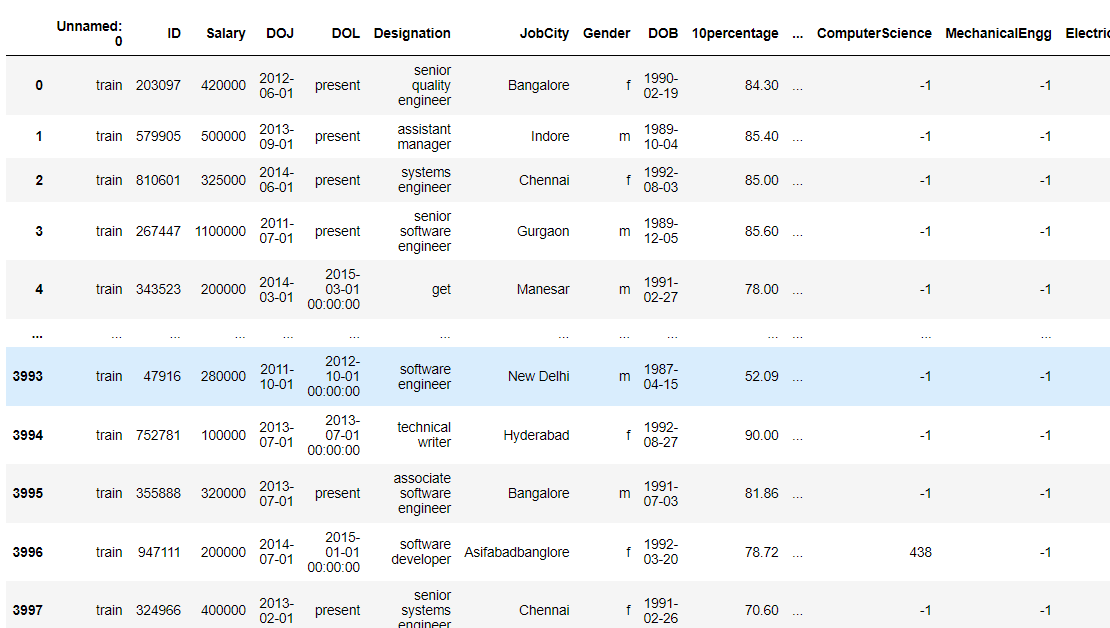 Unnamed: 0 ID Salary DOJ DOL Designation JobCity Gender DOB 10percentage ... ComputerScience MechanicalEngg Electric
0 train 203097 420000 2012-06-01 present senior quality engineer Bangalore f 1990-02-19 84.30 ... -1 -1
1 train 579905 500000 2013-09-01 present assistant manager Indore m 1989-10-04 85.40 ... -1 -1
2 train 810601 325000 2014-06-01 present systems engineer Chennai f 1992-08-03 85.00 ... -1 -1
3 train 267447 1100000 2011-07-01 present senior software engineer Gurgaon m 1989-12-05 85.60 ... -1 -1
4 train 343523 200000 2014-03-01 2015-03-01 00:00:00 get Manesar m 1991-02-27 78.00 ... -1 -1
... ... ... ... ... ... ... ... ... ... ... ... ... ...
3993 train 47916 280000 2011-10-01 2012-10-01 00:00:00 software engineer New Delhi m 1987-04-15 52.09 ... -1 -1
3994 train 752781 100000 2013-07-01 2013-07-01 00:00:00 technical writer Hyderabad f 1992-08-27 90.00 ... -1 -1
3995 train 355888 320000 2013-07-01 present associate software engineer Bangalore m 1991-07-03 81.86 ... -1 -1
3996 train 947111 200000 2014-07-01 2015-01-01 00:00:00 software developer Asifabadbanglore f 1992-03-20 78.72 ... 438 -1
3997 train 324966 400000 2013-02-01 present senior systems engineer Chennai f 1991-02-26 70.60 ... -1 -1